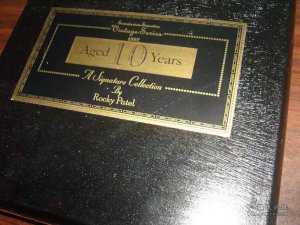 Vintage Series
Aged 10 Years
A Signature Collection
By
Rocky Patel